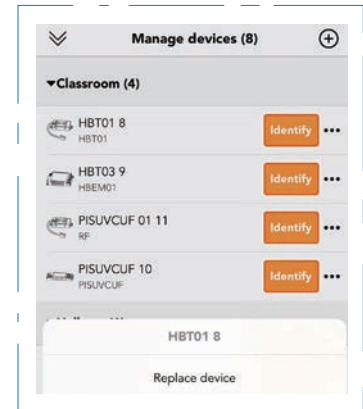 Manage devices (8)
Classroom (4)
HBT01 8
HBT01
Identify
HBT03 9
HBEM01
Identify
PISUVCUF 01 11
RF
Identify
PISUVCUF 10
PISUVCUF
Identify
HBT01 8
Replace device